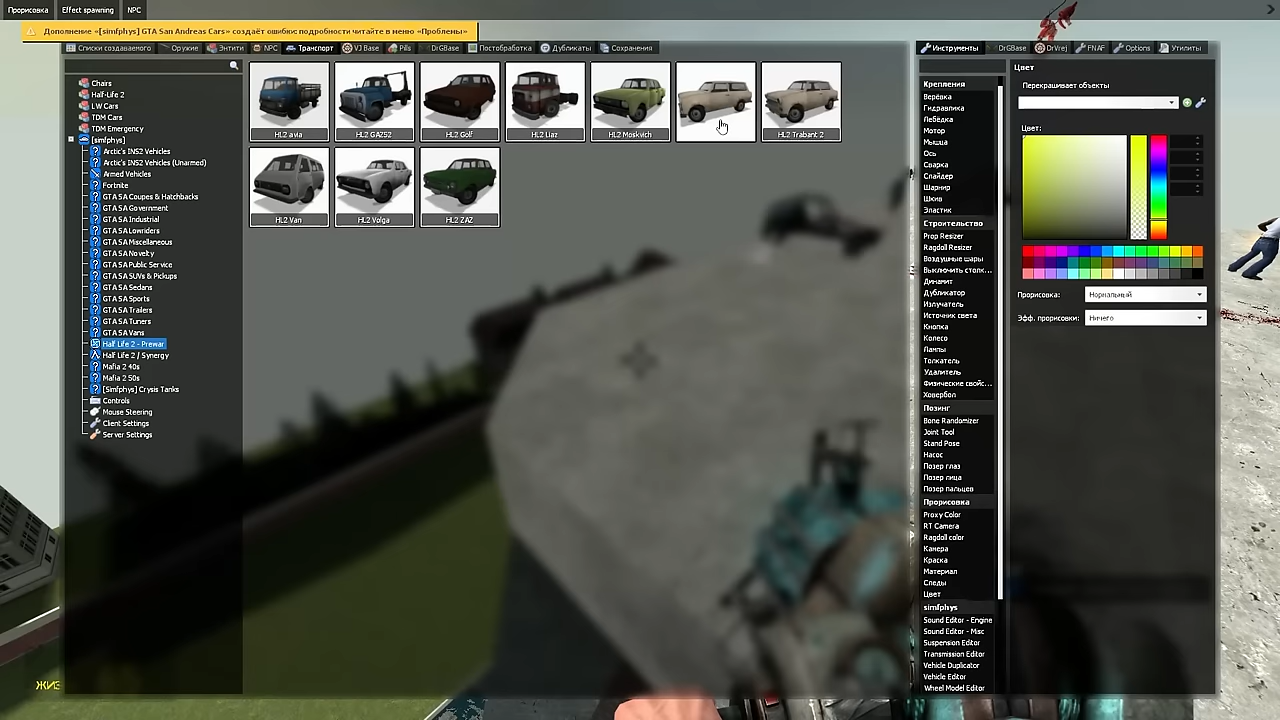 Прорисовка Effect spawning NPC
Дополнение «[simfphys] GTA San Andreas Cars» создаёт ошибки: подробности читайте в меню «Проблемы»
Списки создаваемого Оружие Энтити NPC Транспорт VJ Base Pills DrGBase Постобработка Дубликаты Сохранения
Chairs
Half-Life 2
LW Cars
TDM Cars
TDM Emergency
[simfphys]
Arctic's INS2 Vehicles
Arctic's INS2 Vehicles (Unarmed)
Armed Vehicles
Fortnite
GTA SA Coupes & Hatchbacks
GTA SA Government
GTA SA Industrial
GTA SA Lowriders
GTA SA Miscellaneous
GTA SA Novelty
GTA SA Public Service
GTA SA SUVs & Pickups
GTA SA Sedans
GTA SA Sports
GTA SA Trailers
GTA SA Tuners
GTA SA Vans
Half Life 2 - Prewar
Half Life 2 / Synergy
Mafia 2 40s
Mafia 2 50s
[Simfphys] Crysis Tanks
Controls
Mouse Steering
Client Settings
Server Settings
HL2 avia HL2 GAZ52 HL2 Golf HL2 Liaz HL2 Moskvich HL2 Trabant 2
HL2 Van HL2 Volga HL2 ZAZ
Инструменты DrGBase DrVrej FNAF Options Утилиты
Крепления
Верёвка
Гидравлика
Лебёдка
Мотор
Мышца
Ось
Сварка
Слайдер
Шарнир
Шкив
Эластик
Строительство
Prop Resizer
Ragdoll Resizer
Воздушные шары
Выключить столк...
Динамит
Дубликатор
Излучатель
Источник света
Кнопка
Колесо
Лампы
Толкатель
Удалитель
Физические свойс...
Ховербол
Позинг
Bone Randomizer
Joint Tool
Stand Pose
Насос
Позер глаз
Позер лица
Позер пальцев
Прорисовка
Proxy Color
RT Camera
Ragdoll color
Камера
Краска
Материал
Следы
Цвет
simfphys
Sound Editor - Engine
Sound Editor - Misc
Suspension Editor
Transmission Editor
Vehicle Duplicator
Vehicle Editor
Wheel Model Editor
Цвет
Перекрашивает объекты
Цвет:
Прорисовка: Нормальный
Эфф. прорисовки: Ничего